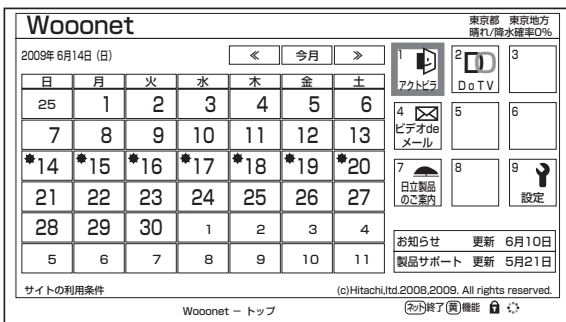 Wooonet
東京都 東京地方
晴れ/降水確率0%
2009年 6月14日（日）
≪ 今月 ≫
日 月 火 水 木 金 土
25 1 2 3 4 5 6
7 8 9 10 11 12 13
14 15 16 17 18 19 20
21 22 23 24 25 26 27
28 29 30 1 2 3 4
5 6 7 8 9 10 11
1
アクトビラ
2
DoTV
3
4
ビデオde
メール
5
6
7
日立製品
のご案内
8
9
設定
お知らせ 更新 6月10日
製品サポート 更新 5月21日
サイトの利用条件
(c)Hitachi,ltd.2008,2009. All rights reserved.
Wooonet － トップ
ネット終了 黄機能